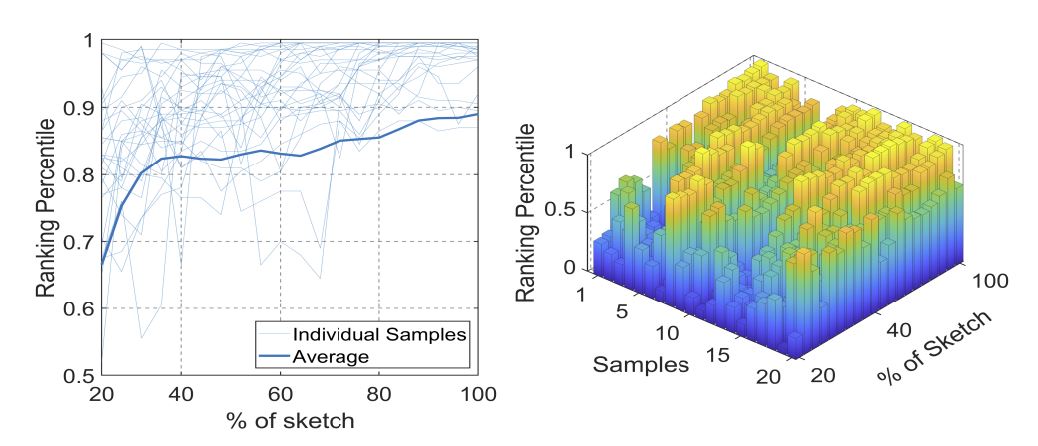 1
0.9
0.8
0.7
0.6
0.5
Ranking Percentile
20 40 60 80 100
% of sketch
Individual Samples
Average
1
0.5
0
Ranking Percentile
1
5
10
15
20
Samples
20
40
100
% of Sketch